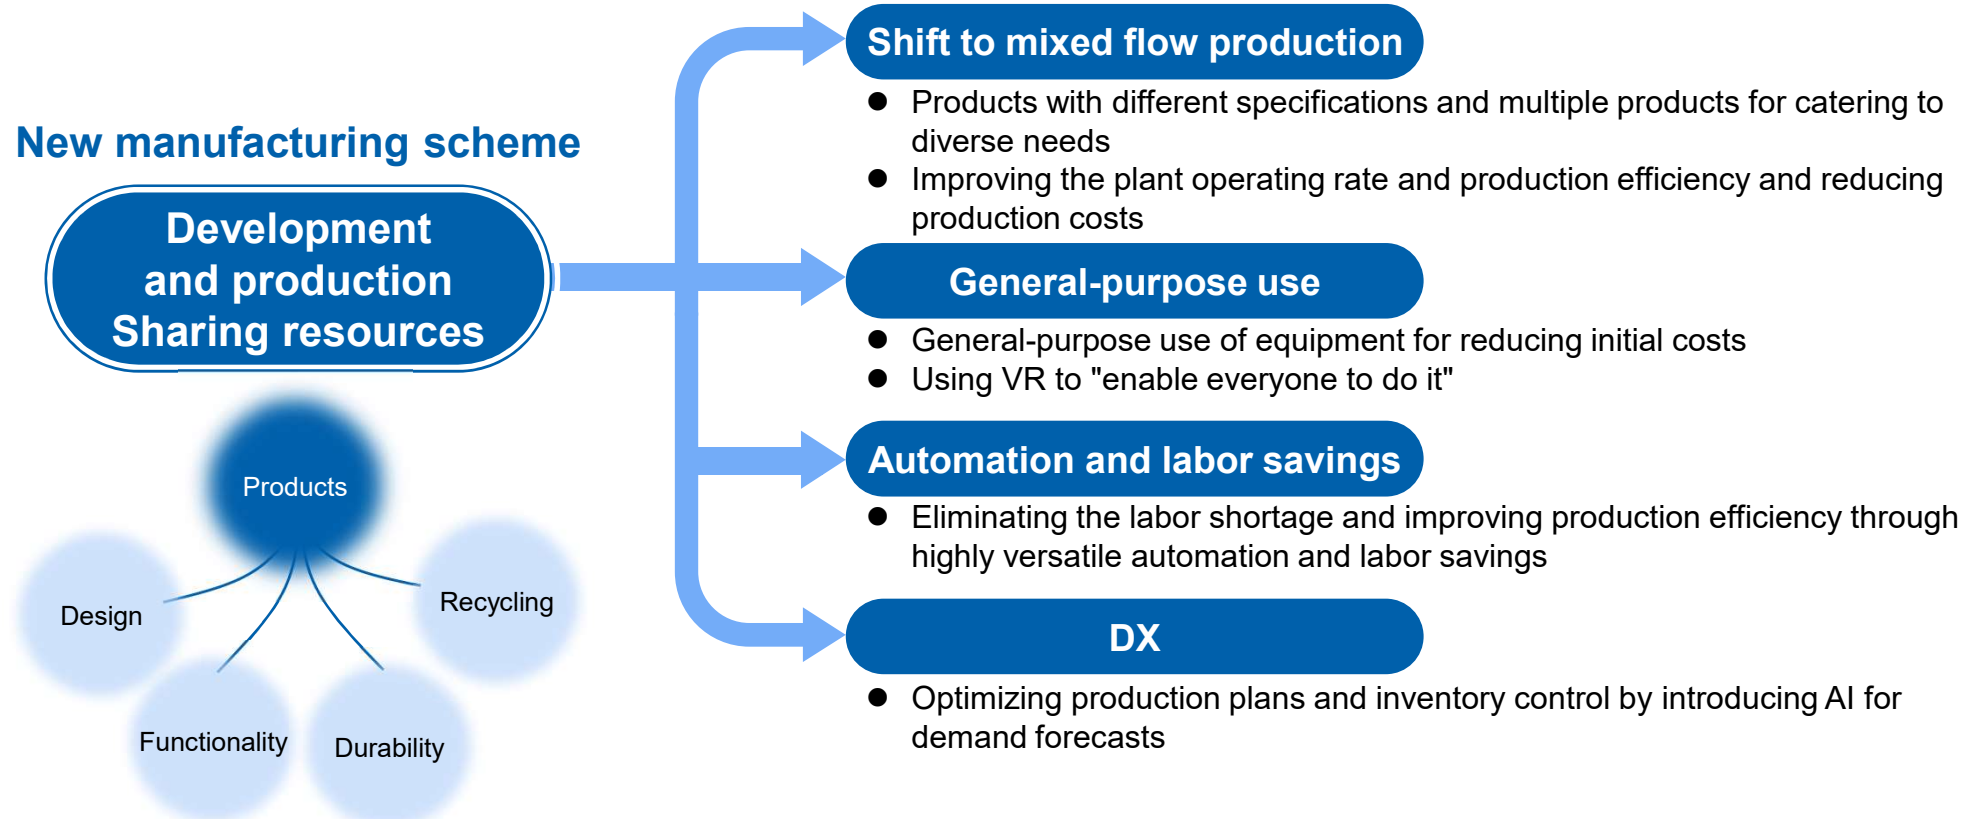 New manufacturing scheme
Development
and production
Sharing resources
Products
Design
Functionality
Durability
Recycling
Shift to mixed flow production
● Products with different specifications and multiple products for catering to
diverse needs
● Improving the plant operating rate and production efficiency and reducing
production costs
General-purpose use
● General-purpose use of equipment for reducing initial costs
● Using VR to "enable everyone to do it"
Automation and labor savings
● Eliminating the labor shortage and improving production efficiency through
highly versatile automation and labor savings
DX
● Optimizing production plans and inventory control by introducing AI for
demand forecasts